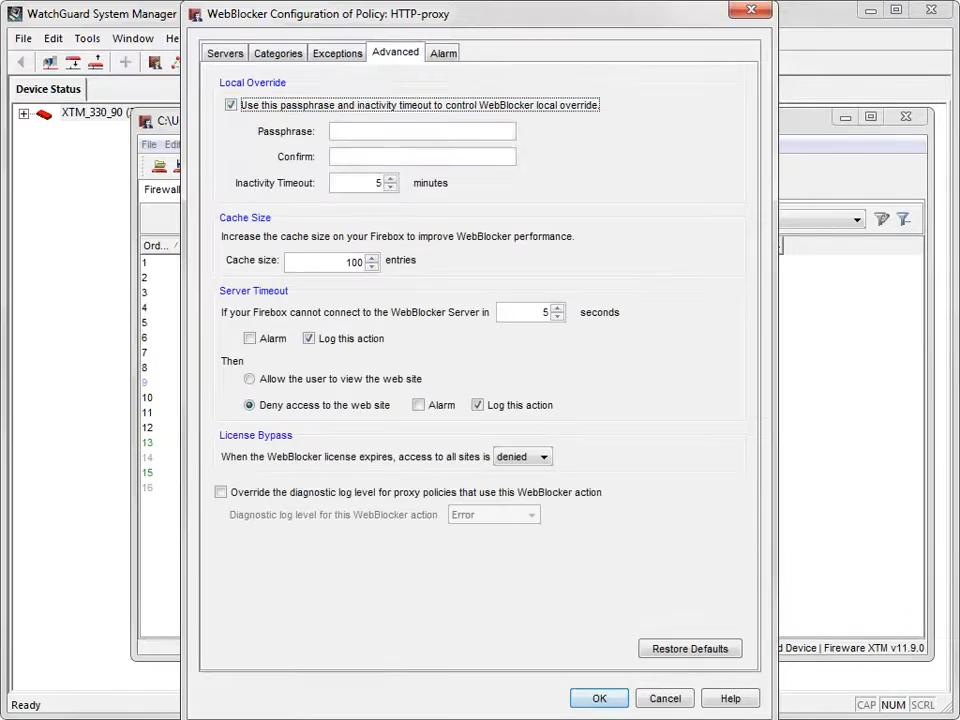 WatchGuard System Manager
WebBlocker Configuration of Policy: HTTP-proxy
File Edit Tools Window He
Servers Categories Exceptions Advanced Alarm
Device Status
Local Override
Use this passphrase and inactivity timeout to control WebBlocker local override.
XTM_330_90 (
C:\U
Passphrase:
File Edit
Confirm:
Inactivity Timeout: 5 minutes
Firewall
Cache Size
Increase the cache size on your Firebox to improve WebBlocker performance.
Ord...
Cache size: 100 entries
1
2
3
4
5
6
7
8
9
10
11
12
13
14
15
16
Server Timeout
If your Firebox cannot connect to the WebBlocker Server in 5 seconds
Alarm Log this action
Then
Allow the user to view the web site
Deny access to the web site Alarm Log this action
License Bypass
When the WebBlocker license expires, access to all sites is denied
Override the diagnostic log level for proxy policies that use this WebBlocker action
Diagnostic log level for this WebBlocker action Error
Restore Defaults
d Device | Fireware XTM v11.9.0
OK Cancel Help
Ready
CAP NUM SCRL